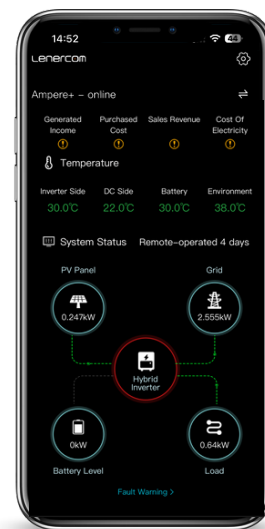 14:52
44
LENERCOM
Ampere+ – online
Generated Income
Purchased Cost
Sales Revenue
Cost Of Electricity
Temperature
Inverter Side
DC Side
Battery
Environment
30.0℃
22.0℃
30.0℃
38.0℃
System Status
Remote-operated 4 days
PV Panel
Grid
0.247kW
2.555kW
Hybrid
Inverter
0kW
0.64kW
Battery Level
Load
Fault Warning >